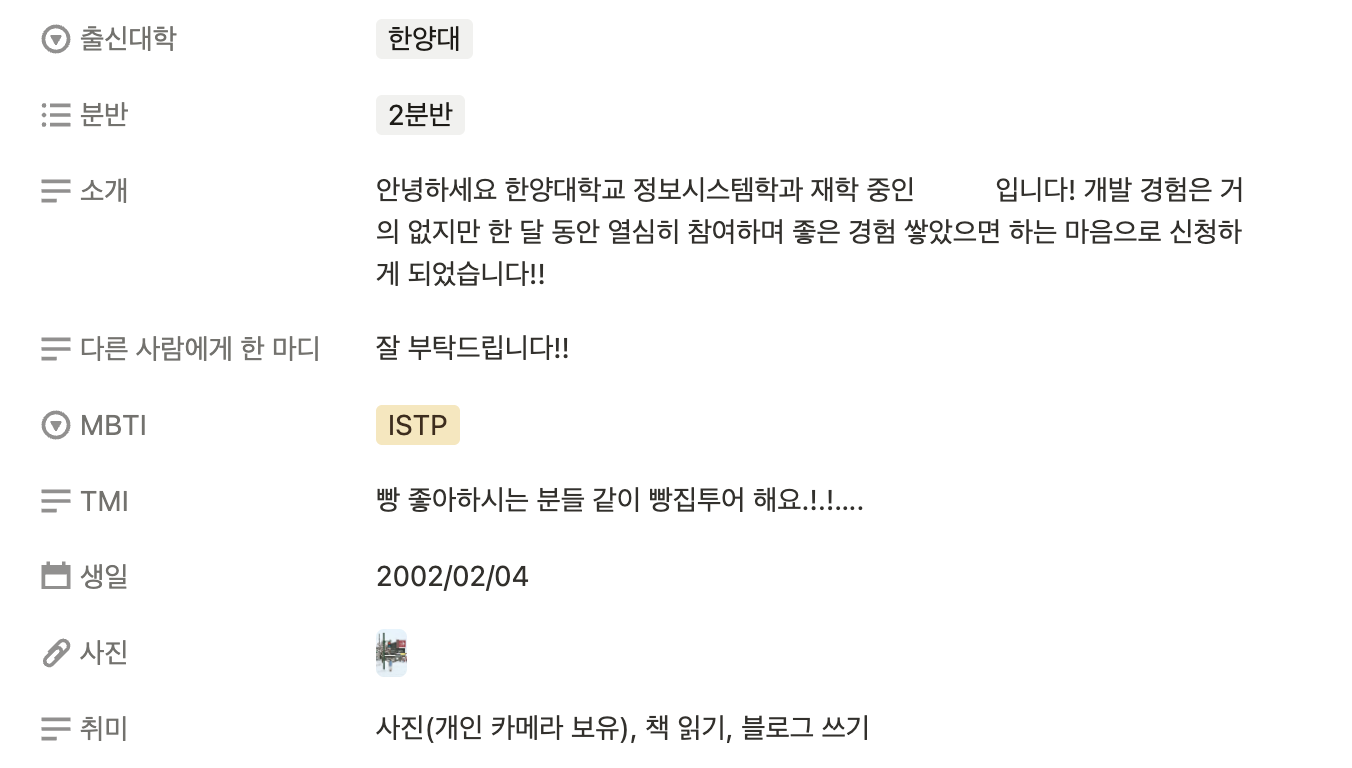 출신대학 한양대
분반 2분반
소개 안녕하세요 한양대학교 정보시스템학과 재학 중인 입니다! 개발 경험은 거
의 없지만 한 달 동안 열심히 참여하며 좋은 경험 쌓았으면 하는 마음으로 신청하
게 되었습니다!!
다른 사람에게 한 마디 잘 부탁드립니다!!
MBTI ISTP
TMI 빵 좋아하시는 분들 같이 빵집투어 해요.!.!....
생일 2002/02/04
사진
취미 사진(개인 카메라 보유), 책 읽기, 블로그 쓰기